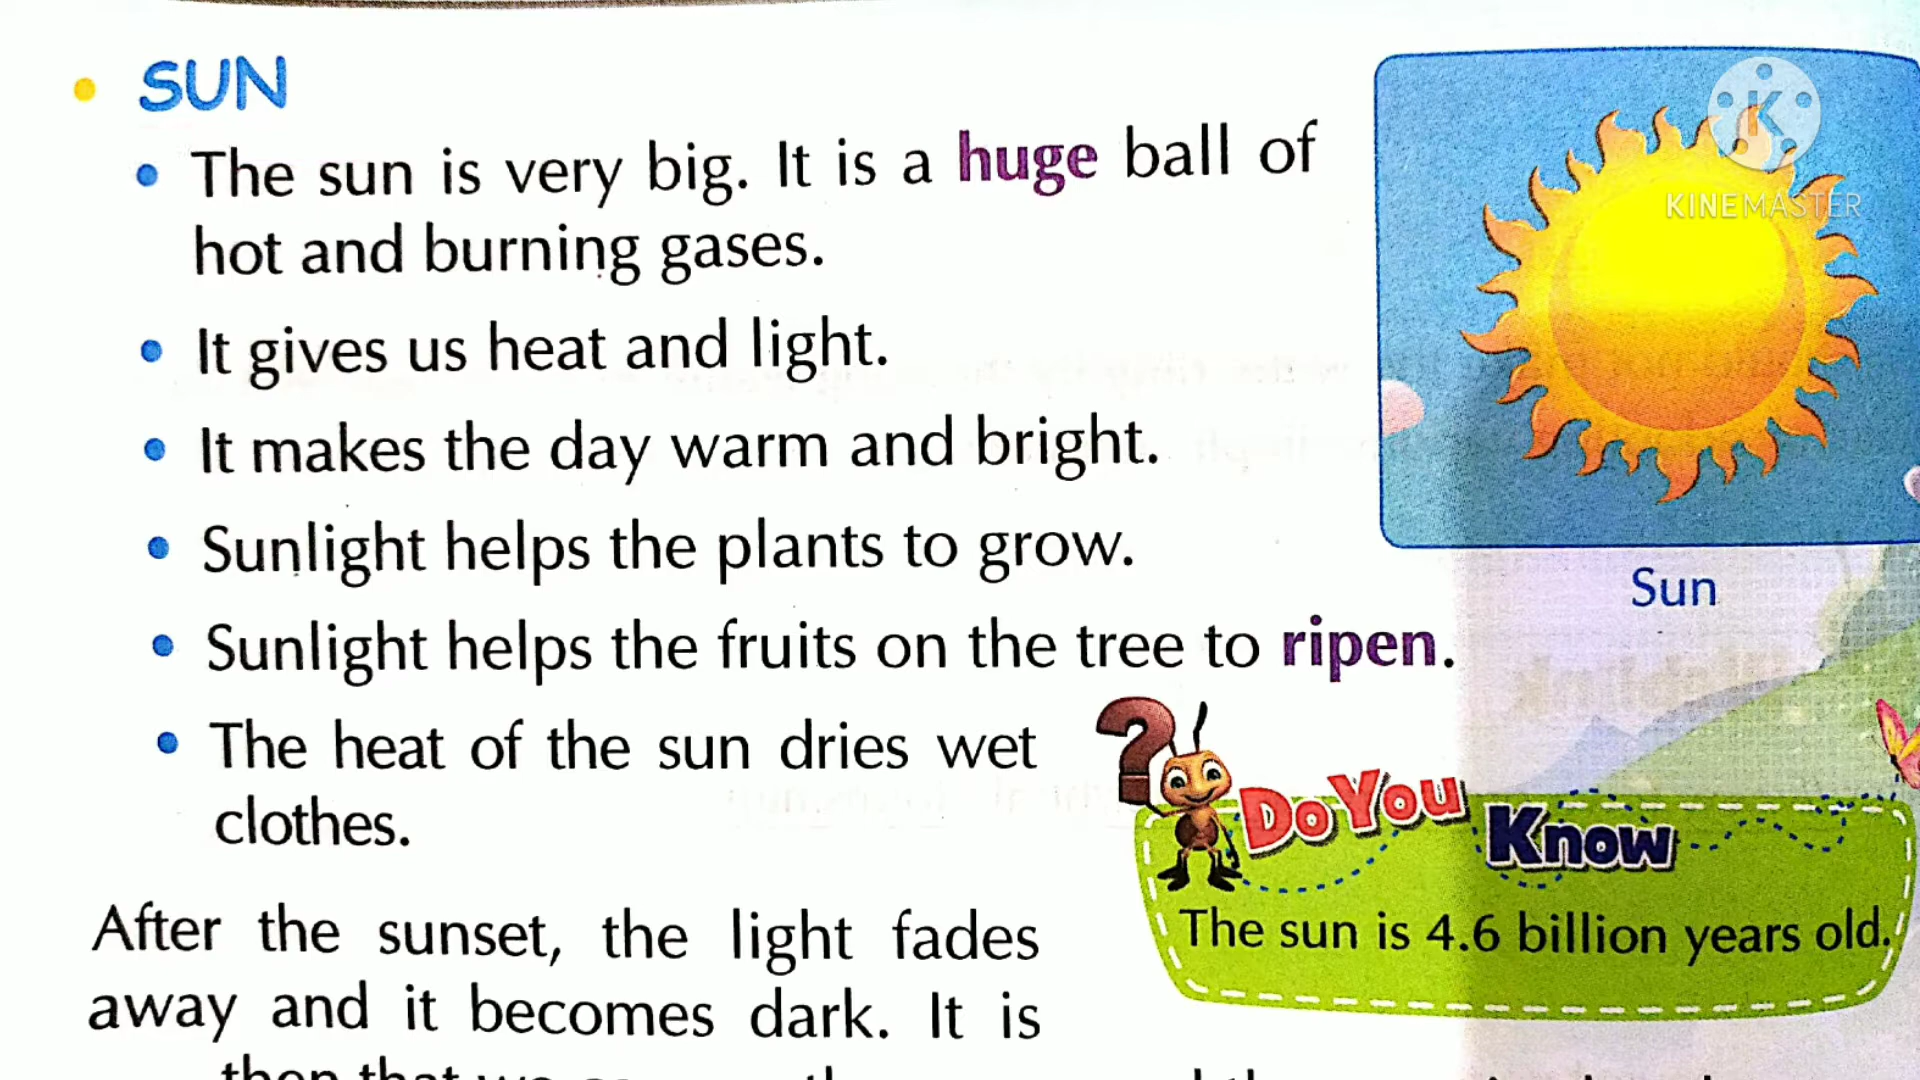 SUN
The sun is very big. It is a huge ball of
hot and burning gases.
It gives us heat and light.
It makes the day warm and bright.
Sunlight helps the plants to grow.
Sunlight helps the fruits on the tree to ripen.
The heat of the sun dries wet
clothes.
After the sunset, the light fades
away and it becomes dark. It is
then that we
K
KINEMASTER
Sun
?
Do You Know
The sun is 4.6 billion years old.